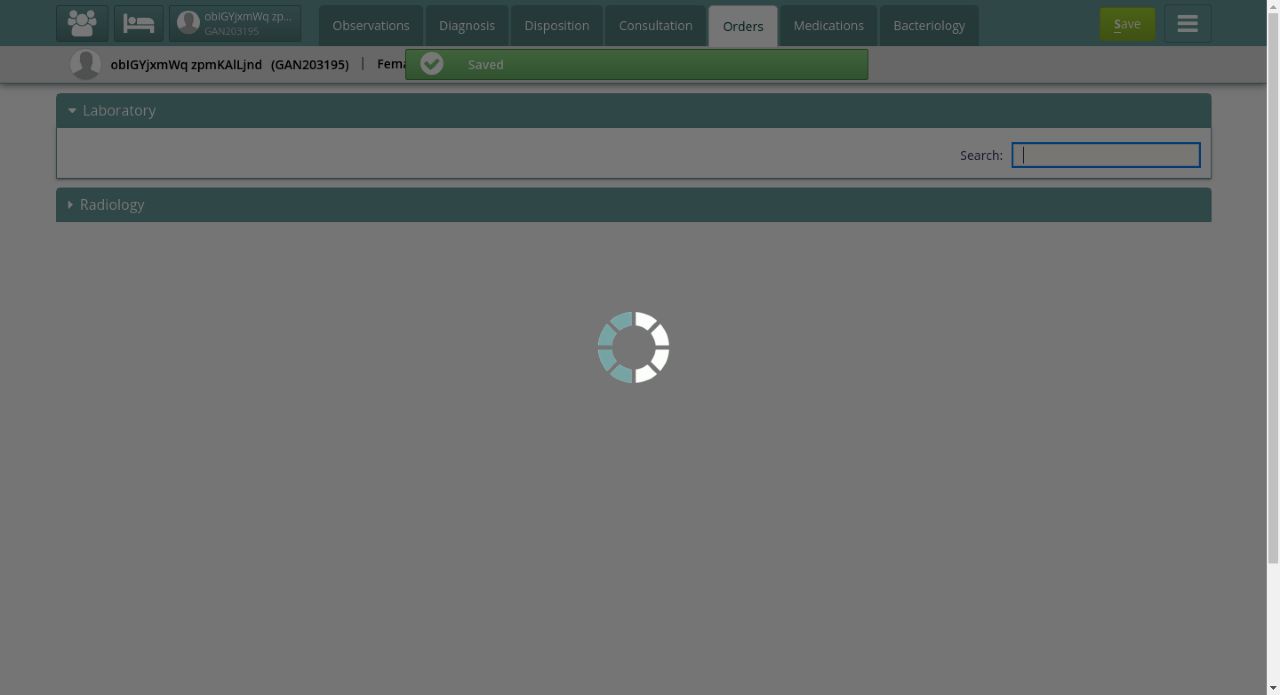 obIGYjxmWq zp...
GAN203195
Observations
Diagnosis
Disposition
Consultation
Orders
Medications
Bacteriology
Save
obIGYjxmWq zpmKAlLjnd (GAN203195) | Fema
Saved
Laboratory
Search:
Radiology